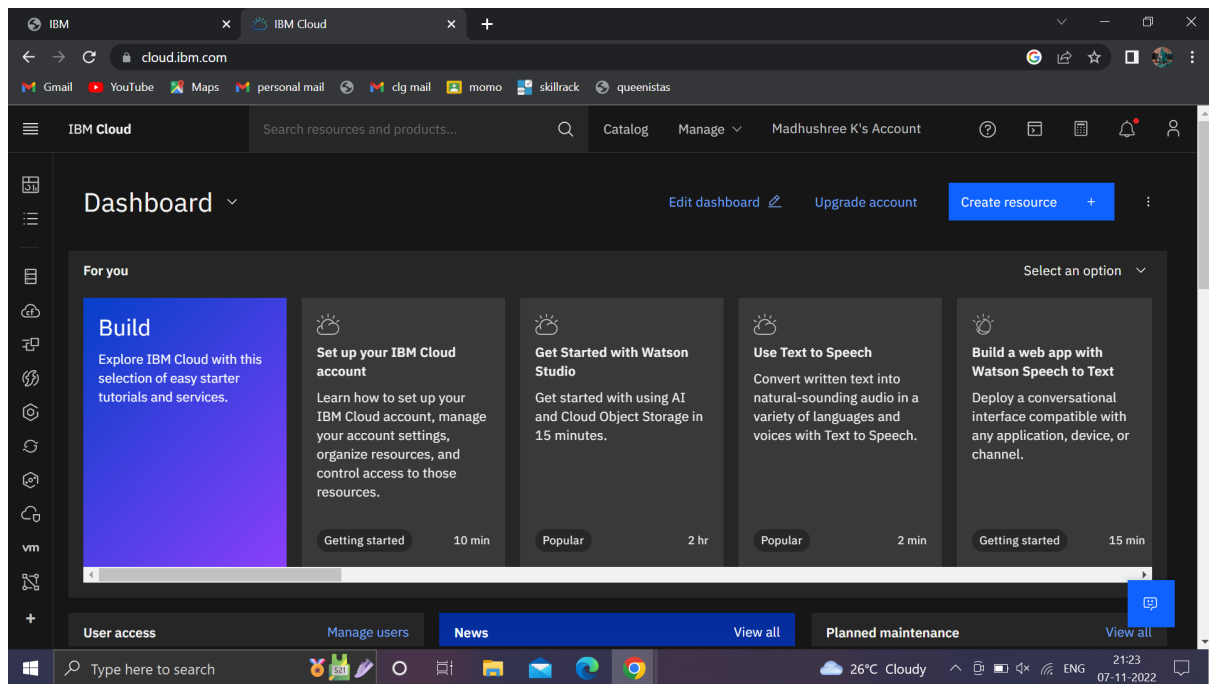 IBM
IBM Cloud
cloud.ibm.com
Gmail YouTube Maps personal mail clg mail momo skillrack queenistas
IBM Cloud
Search resources and products...
Catalog Manage Madhushree K's Account
Dashboard
Edit dashboard Upgrade account Create resource +
For you
Select an option
Build
Explore IBM Cloud with this
selection of easy starter
tutorials and services.
Set up your IBM Cloud
account
Learn how to set up your
IBM Cloud account, manage
your account settings,
organize resources, and
control access to those
resources.
Getting started 10 min
Get Started with Watson
Studio
Get started with using AI
and Cloud Object Storage in
15 minutes.
Popular 2 hr
Use Text to Speech
Convert written text into
natural-sounding audio in a
variety of languages and
voices with Text to Speech.
Popular 2 min
Build a web app with
Watson Speech to Text
Deploy a conversational
interface compatible with
any application, device, or
channel.
Getting started 15 min
cf
vm
User access Manage users
News View all
Planned maintenance View all
Type here to search
521
26°C Cloudy
ENG
21:23
07-11-2022